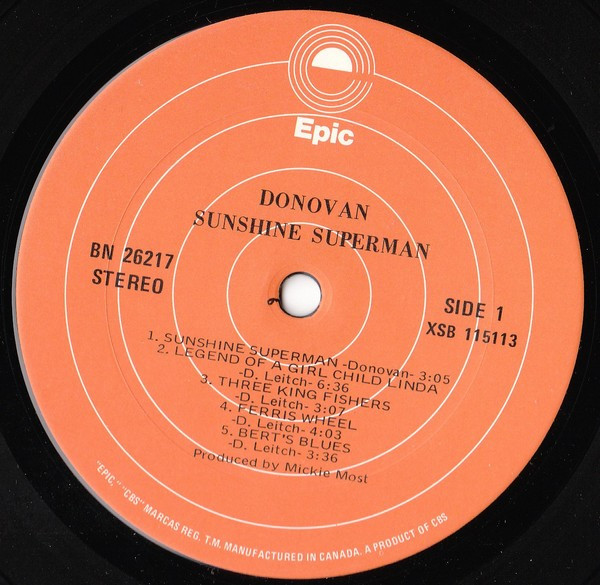 Epic
DONOVAN
SUNSHINE SUPERMAN
BN 26217
STEREO
SIDE 1
XSB 115113
1. SUNSHINE SUPERMAN -Donovan- 3:05
2. LEGEND OF A GIRL CHILD LINDA
-D. Leitch- 6:36
3. THREE KING FISHERS
-D. Leitch- 3:07
4. FERRIS WHEEL
-D. Leitch- 4:03
5. BERT'S BLUES
-D. Leitch- 3:36
Produced by Mickie Most
"EPIC," "CBS" MARCAS REG. T.M. MANUFACTURED IN CANADA. A PRODUCT OF CBS